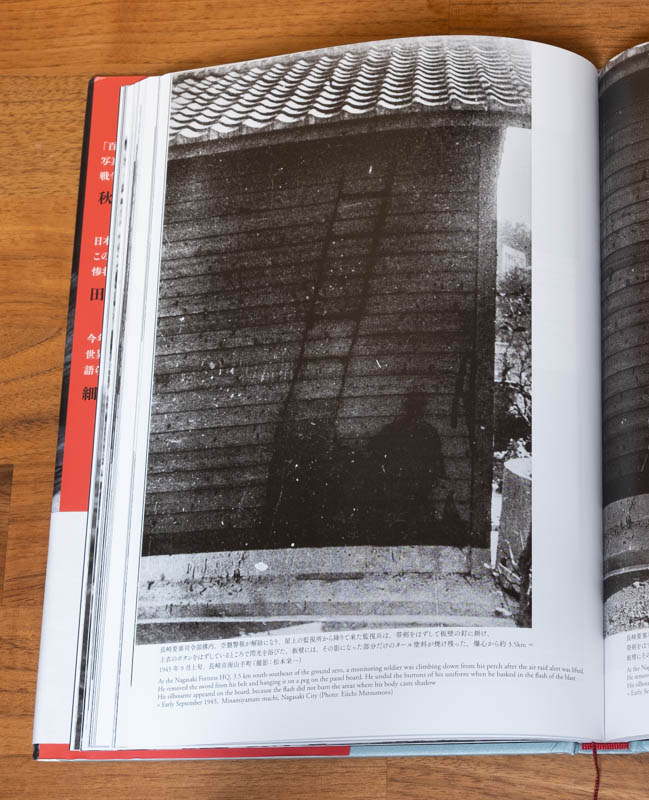 「百
写
戦
秋
日
この
惨
田
今
世
語
細
長崎要塞司令部構内。空襲警報が解除になり、屋上の監視所から降りて来た監視兵は、帯剣をはずして板壁の釘に掛け、
上衣のボタンをはずしているところで閃光を浴びた。板壁には、その影になった部分だけのタール塗料が焼け残った。爆心から約3.5km =
1945年9月上旬、長崎市南山手町（撮影：松本栄一）
At the Nagasaki Fortress HQ, 3.5 km south-southeast of the ground zero, a monitoring soldier was climbing down from his perch after the air raid alert was lifted.
He removed the sword from his belt and hanging is on a peg on the panel board. He undid the buttons of his uniform when he basked in the flash of the blast.
His silhouette appeared on the board, because the flash did not burn the areas where his body casts shadow
= Early September 1945, Minamiyamate-machi, Nagasaki City (Photo: Eiichi Matsumoto)
長崎要
At the Na
He remo
His silhou
= Early Se